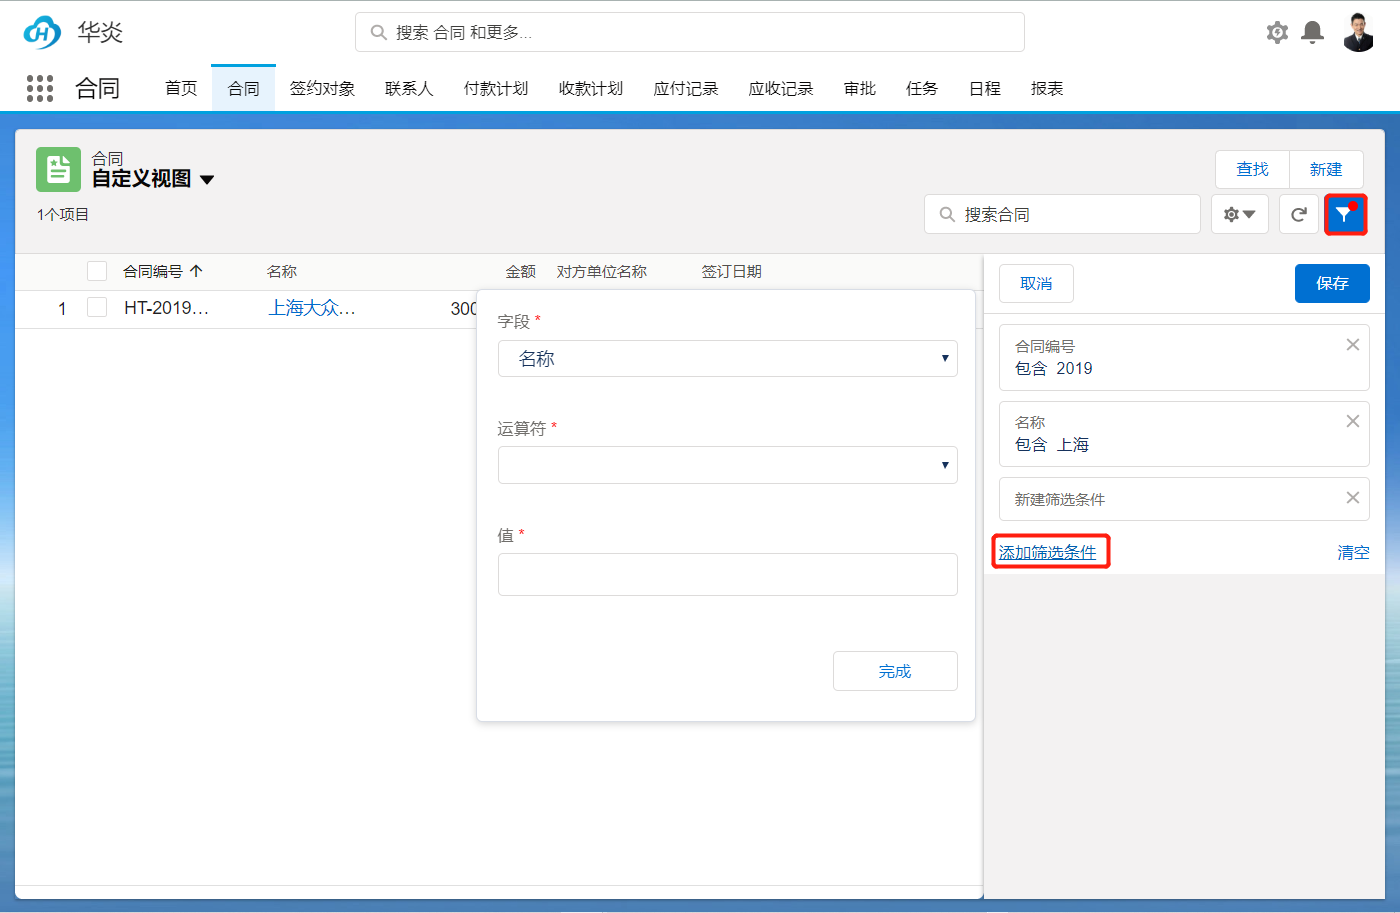 华炎
搜索 合同 和更多...
合同
首页 合同 签约对象 联系人 付款计划 收款计划 应付记录 应收记录 审批 任务 日程 报表
合同
自定义视图
1个项目
查找 新建
搜索合同
合同编号 名称 金额 对方单位名称 签订日期
1 HT-2019... 上海大众... 300
字段 *
名称
运算符 *
值 *
完成
取消 保存
合同编号
包含 2019
名称
包含 上海
新建筛选条件
添加筛选条件 清空